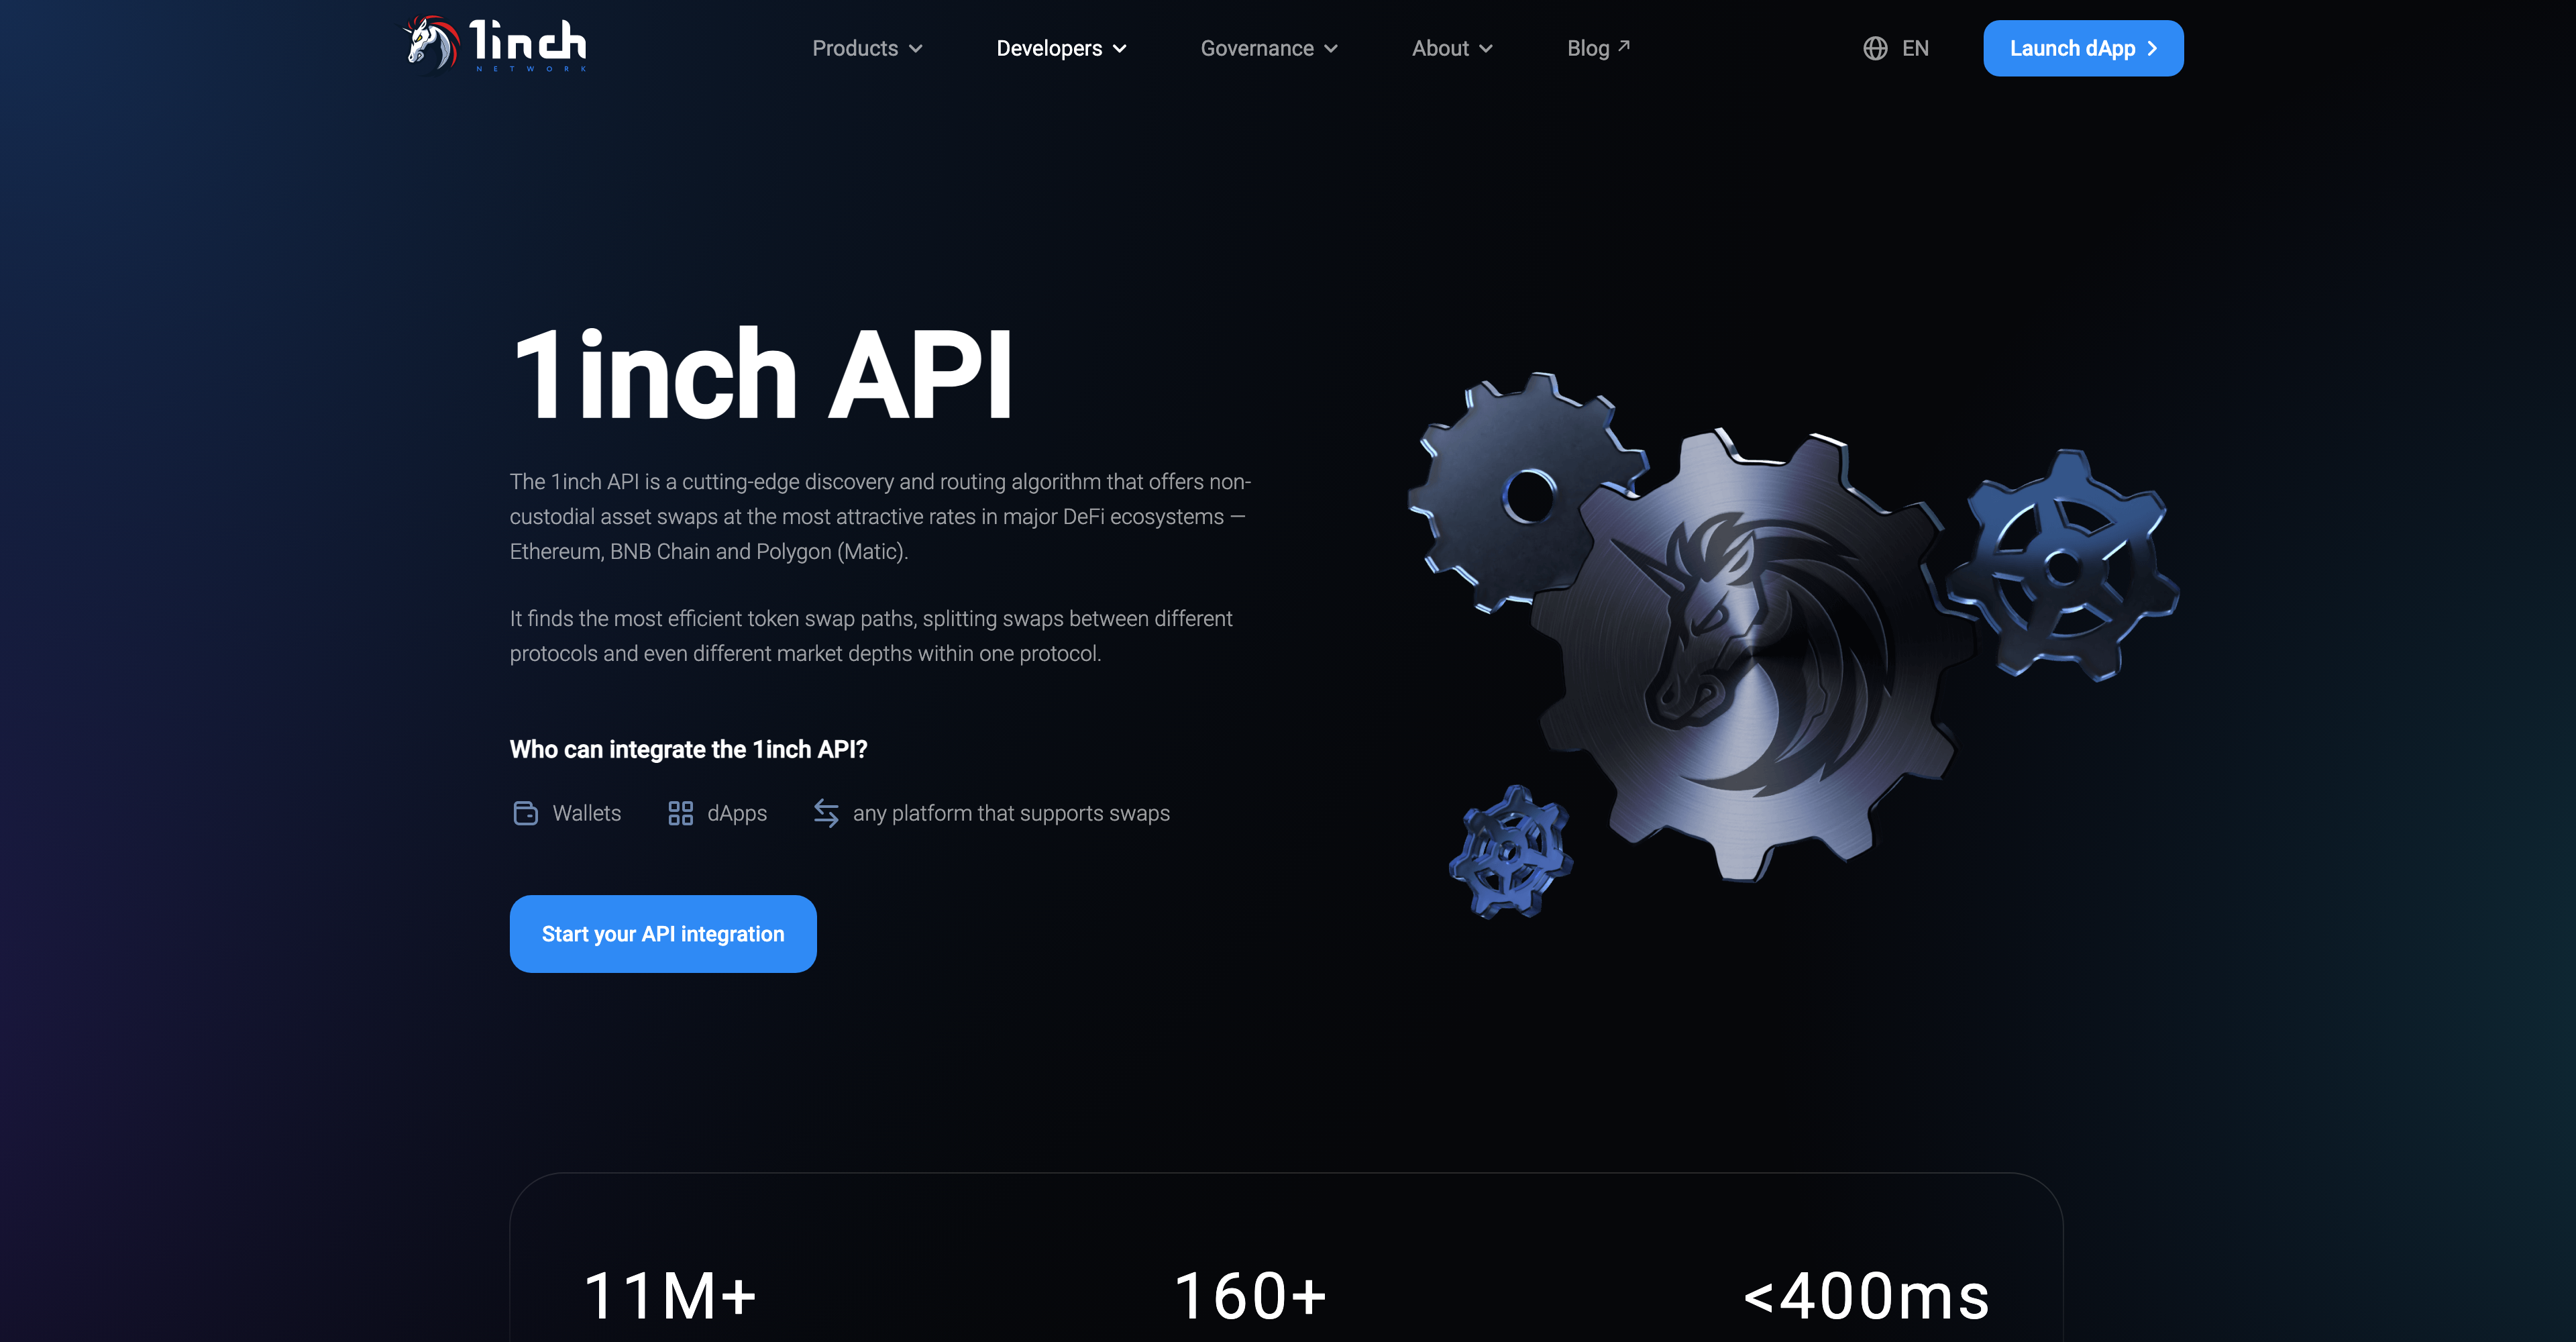 1inch
NETWORK
Products
Developers
Governance
About
Blog
EN
Launch dApp
1inch API
The 1inch API is a cutting-edge discovery and routing algorithm that offers non-
custodial asset swaps at the most attractive rates in major DeFi ecosystems —
Ethereum, BNB Chain and Polygon (Matic).
It finds the most efficient token swap paths, splitting swaps between different
protocols and even different market depths within one protocol.
Who can integrate the 1inch API?
Wallets
dApps
any platform that supports swaps
Start your API integration
11M+
160+
<400ms